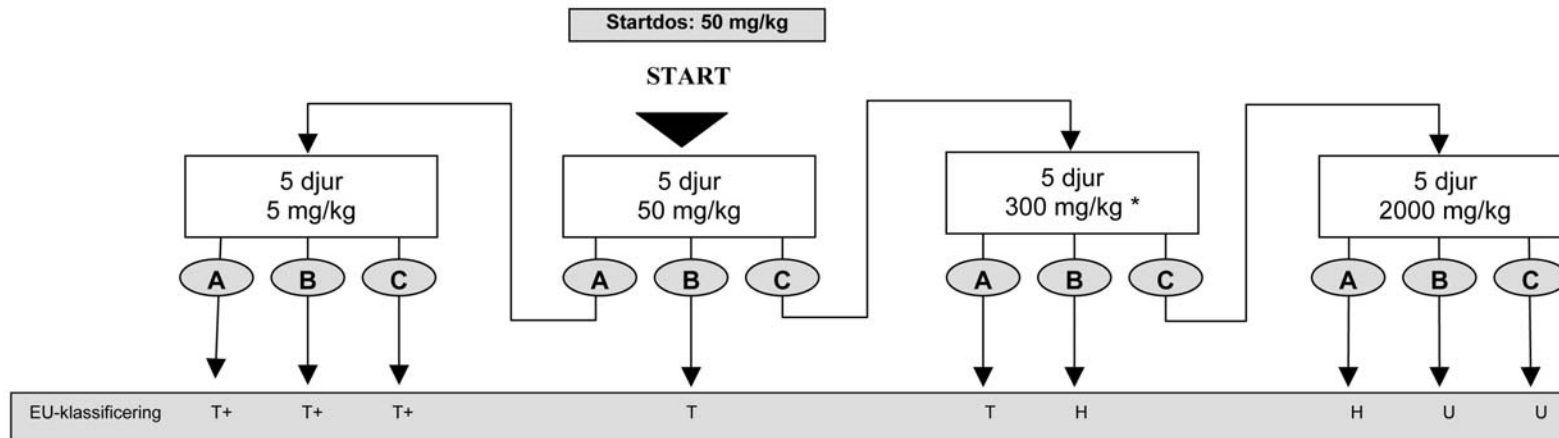 Startdos: 50 mg/kg
START
5 djur
5 mg/kg
5 djur
50 mg/kg
5 djur
300 mg/kg *
5 djur
2000 mg/kg
A B C A B C A B C A B C
EU-klassificering T+ T+ T+ T T H H U U